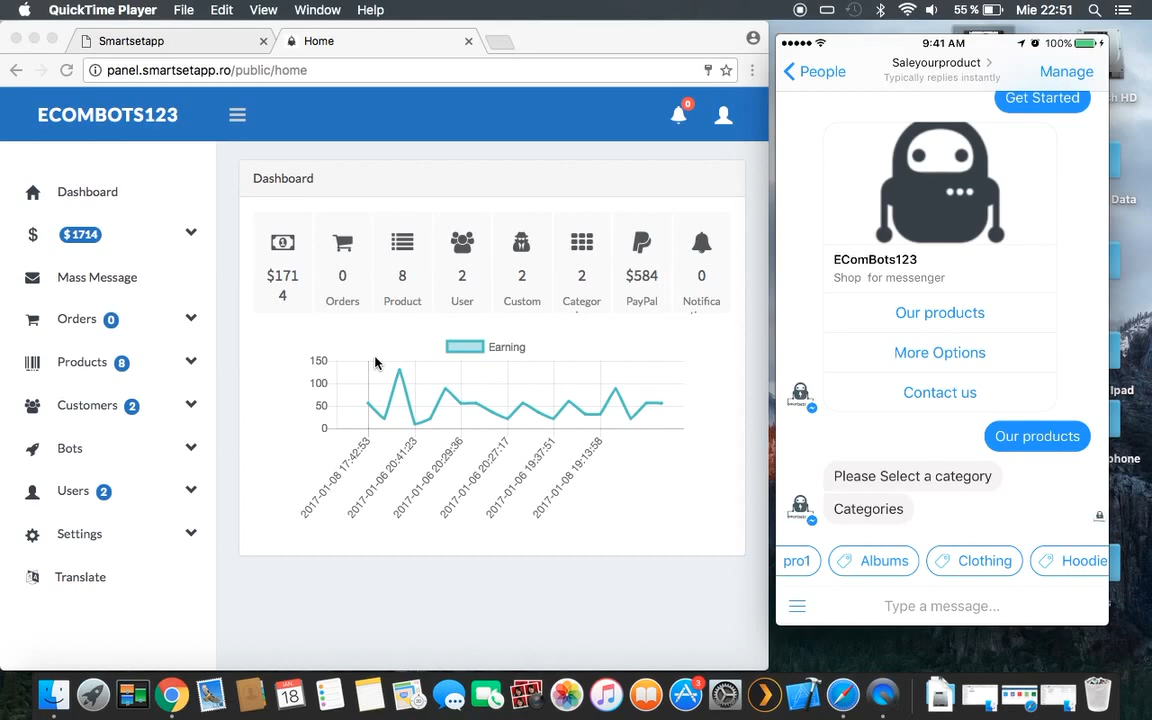 QuickTime Player File Edit View Window Help
55 % Mie 22:51
Smartsetapp
Home
panel.smartsetapp.ro/public/home
ECOMBOTS123
0
Dashboard
$ 1714
Mass Message
Orders 0
Products 8
Customers 2
Bots
Users 2
Settings
Translate
Dashboard
$171
4
0
Orders
8
Product
2
User
2
Custom
2
Categor
$584
PayPal
0
Notifica
Earning
150
100
50
0
2017-01-08 17:42:53
2017-01-06 20:41:23
2017-01-06 20:29:36
2017-01-06 20:27:17
2017-01-06 19:37:51
2017-01-08 19:13:58
9:41 AM
100%
People
Saleyourproduct
Typically replies instantly
Manage
Get Started
EComBots123
Shop for messenger
Our products
More Options
Contact us
Our products
Please Select a category
Categories
pro1
Albums
Clothing
Hoodie
Type a message...
HD
Data
Ipad
phone
JAN
18
3